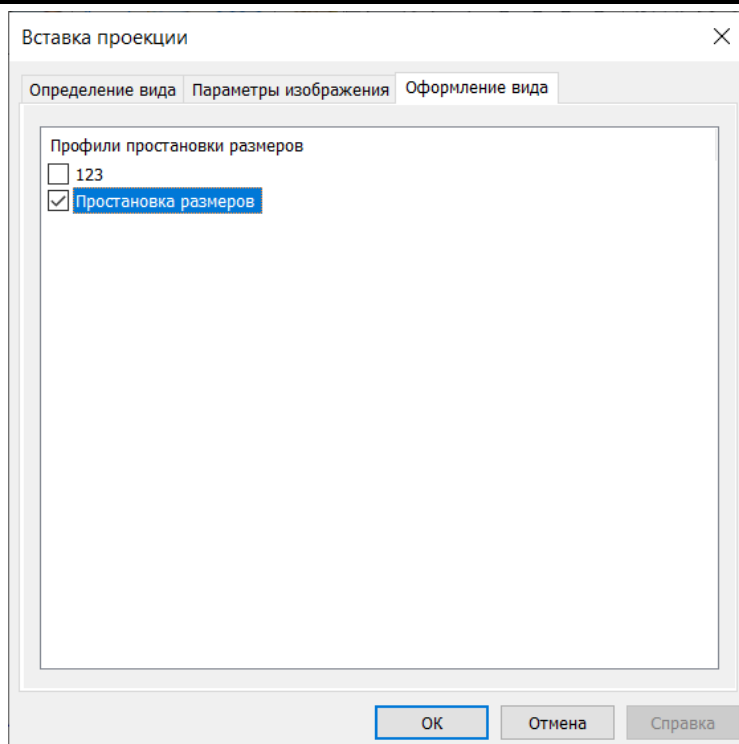 Вставка проекции
Определение вида Параметры изображения Оформление вида
Профили простановки размеров
123
Простановка размеров
ОК Отмена Справка